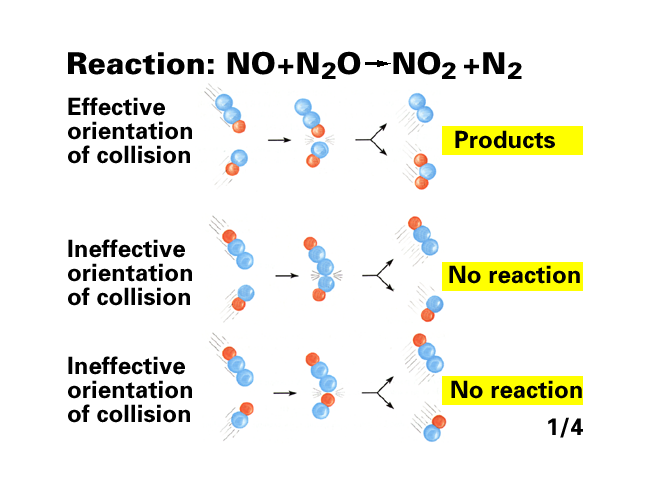 Reaction: NO+N₂O→NO₂ +N₂
Effective
orientation
of collision
Products
Ineffective
orientation
of collision
No reaction
Ineffective
orientation
of collision
No reaction
1/4